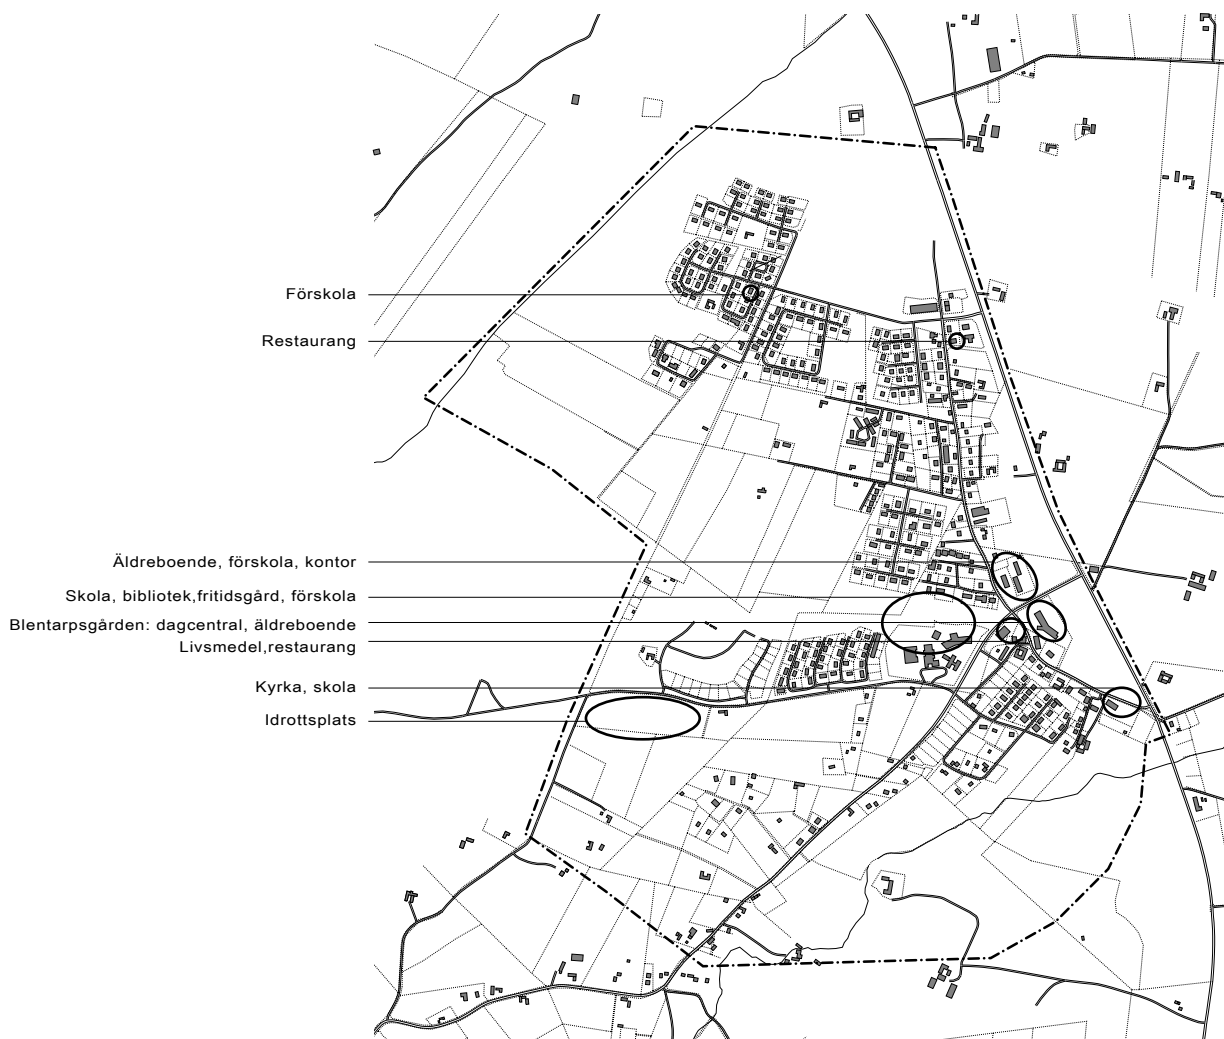 Förskola
Restaurang
Äldreboende, förskola, kontor
Skola, bibliotek,fritidsgård, förskola
Blentarpsgården: dagcentral, äldreboende
Livsmedel,restaurang
Kyrka, skola
Idrottsplats